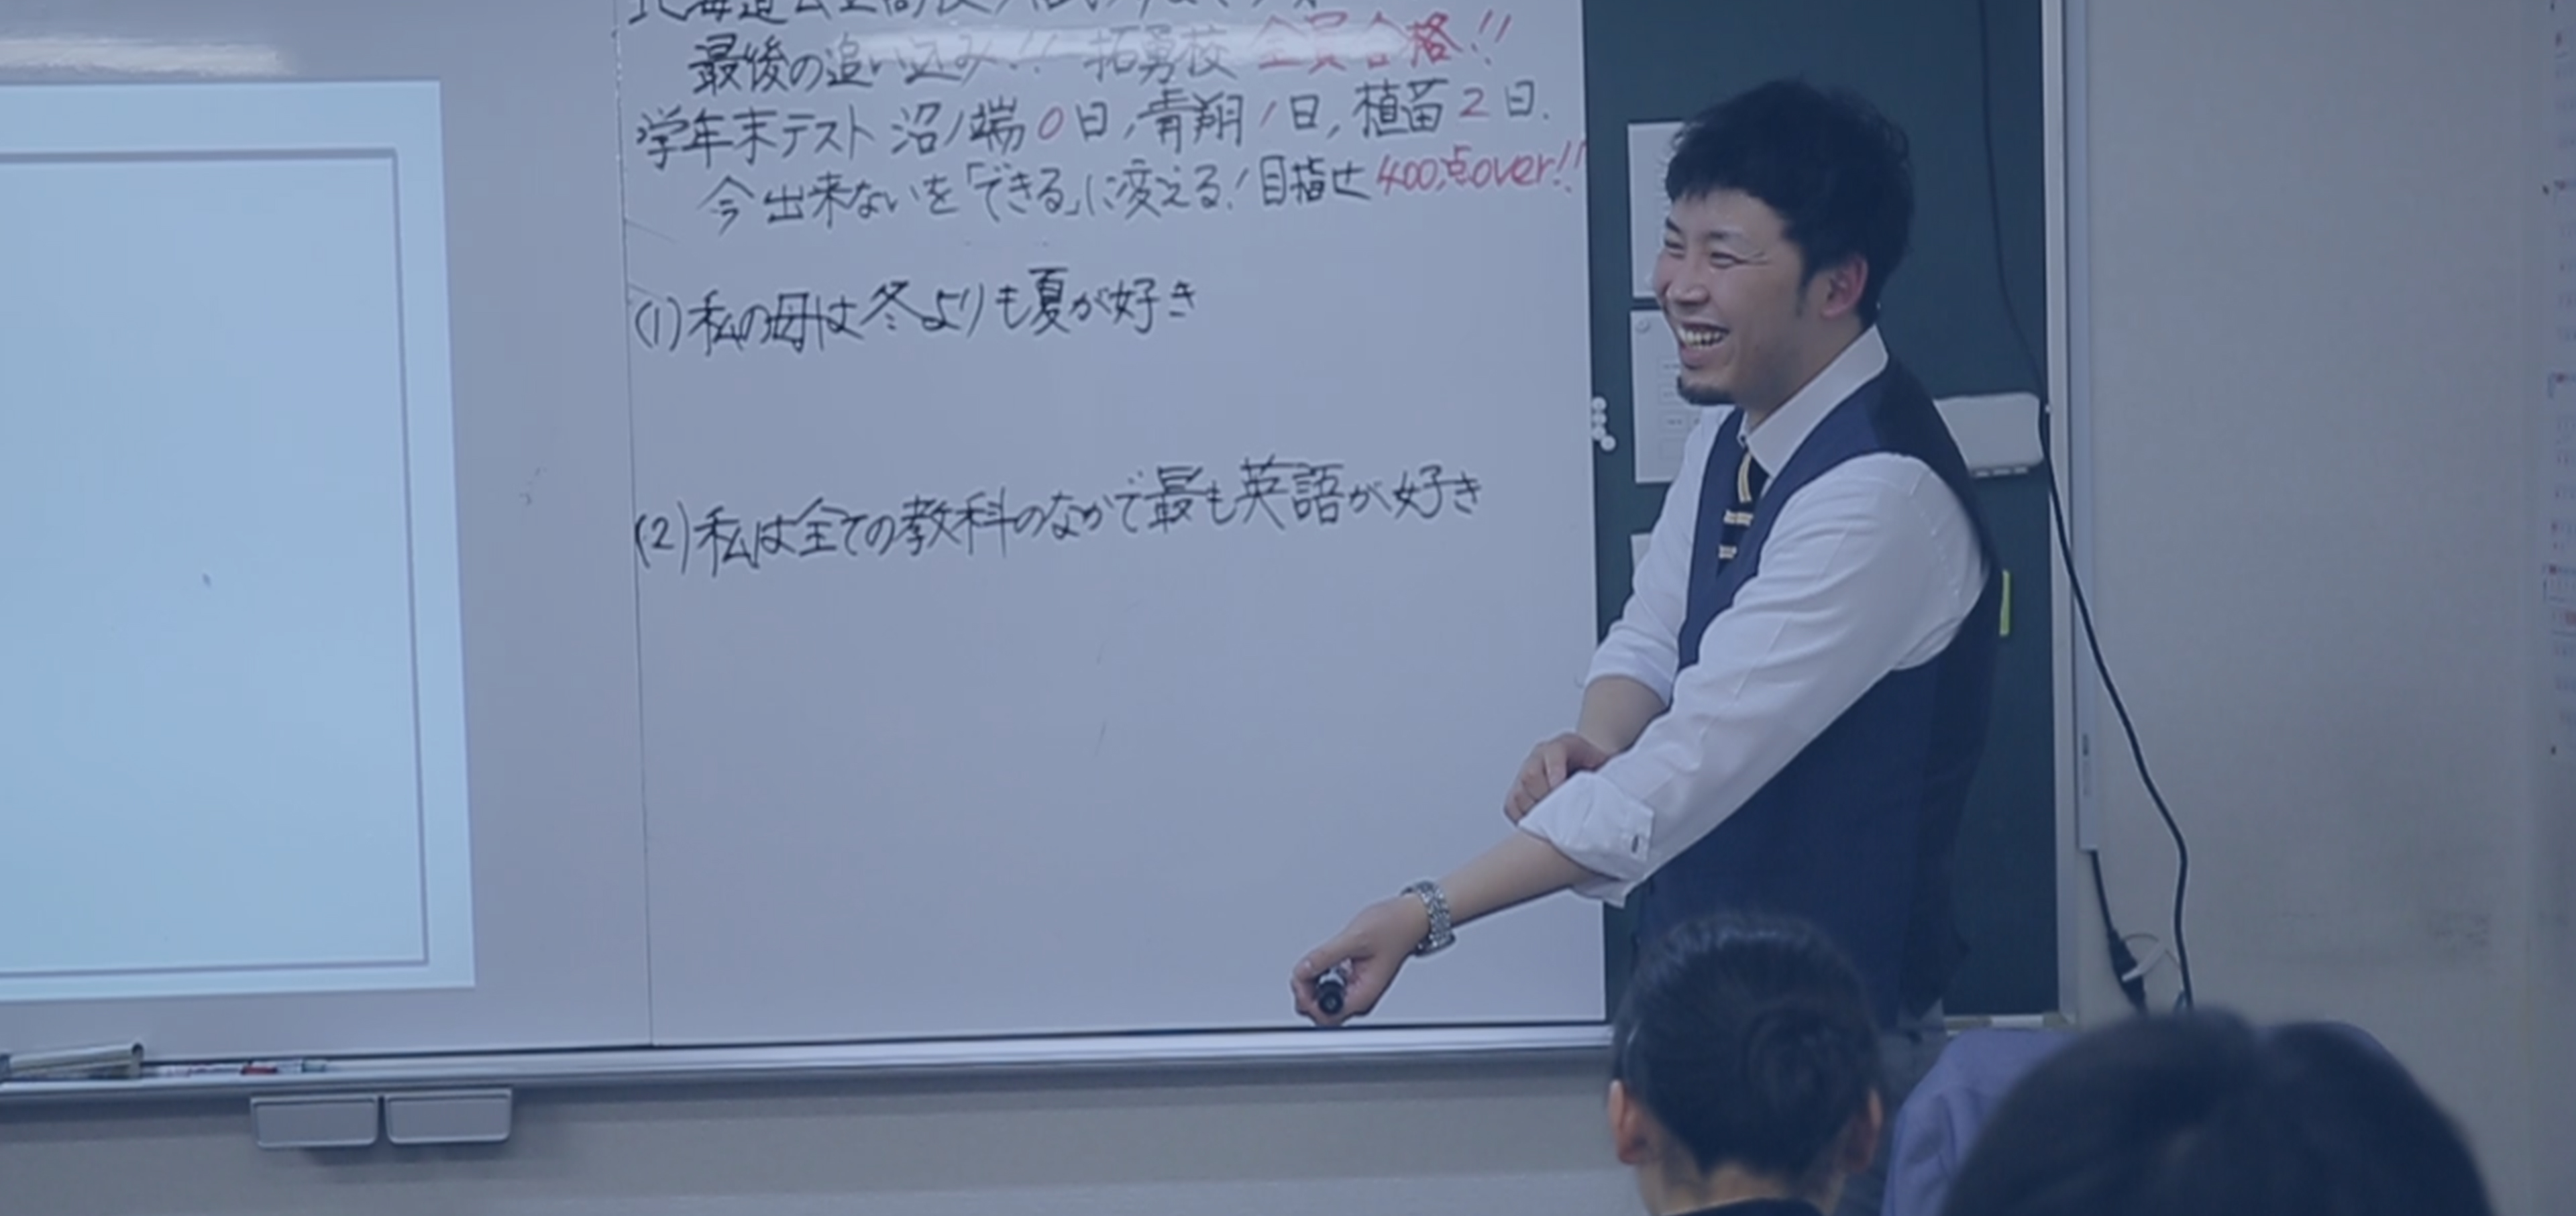 北海道公立高校入試
最後の追い込み!! 拓勇校 全員合格!!
学年末テスト 沼ノ端0日,青翔1日,植苗2日.
今出来ないを「できる」に変える! 目指せ400点over!!
(1)私の母は冬よりも夏が好き
(2)私は全ての教科のなかで最も英語が好き